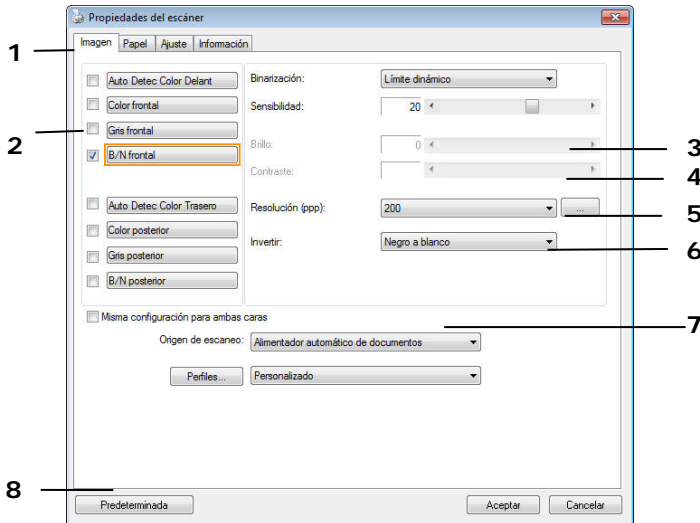 Propiedades del escáner
Imagen Papel Ajuste Información
1
Auto Detec Color Delant
Color frontal
Gris frontal
B/N frontal
2
Auto Detec Color Trasero
Color posterior
Gris posterior
B/N posterior
Binarización: Límite dinámico
Sensibilidad: 20
Brillo: 0
3
Contraste:
4
Resolución (ppp): 200 ...
5
Invertir: Negro a blanco
6
Misma configuración para ambas caras
7
Origen de escaneo: Alimentador automático de documentos
Perfiles... Personalizado
8
Predeterminada Aceptar Cancelar